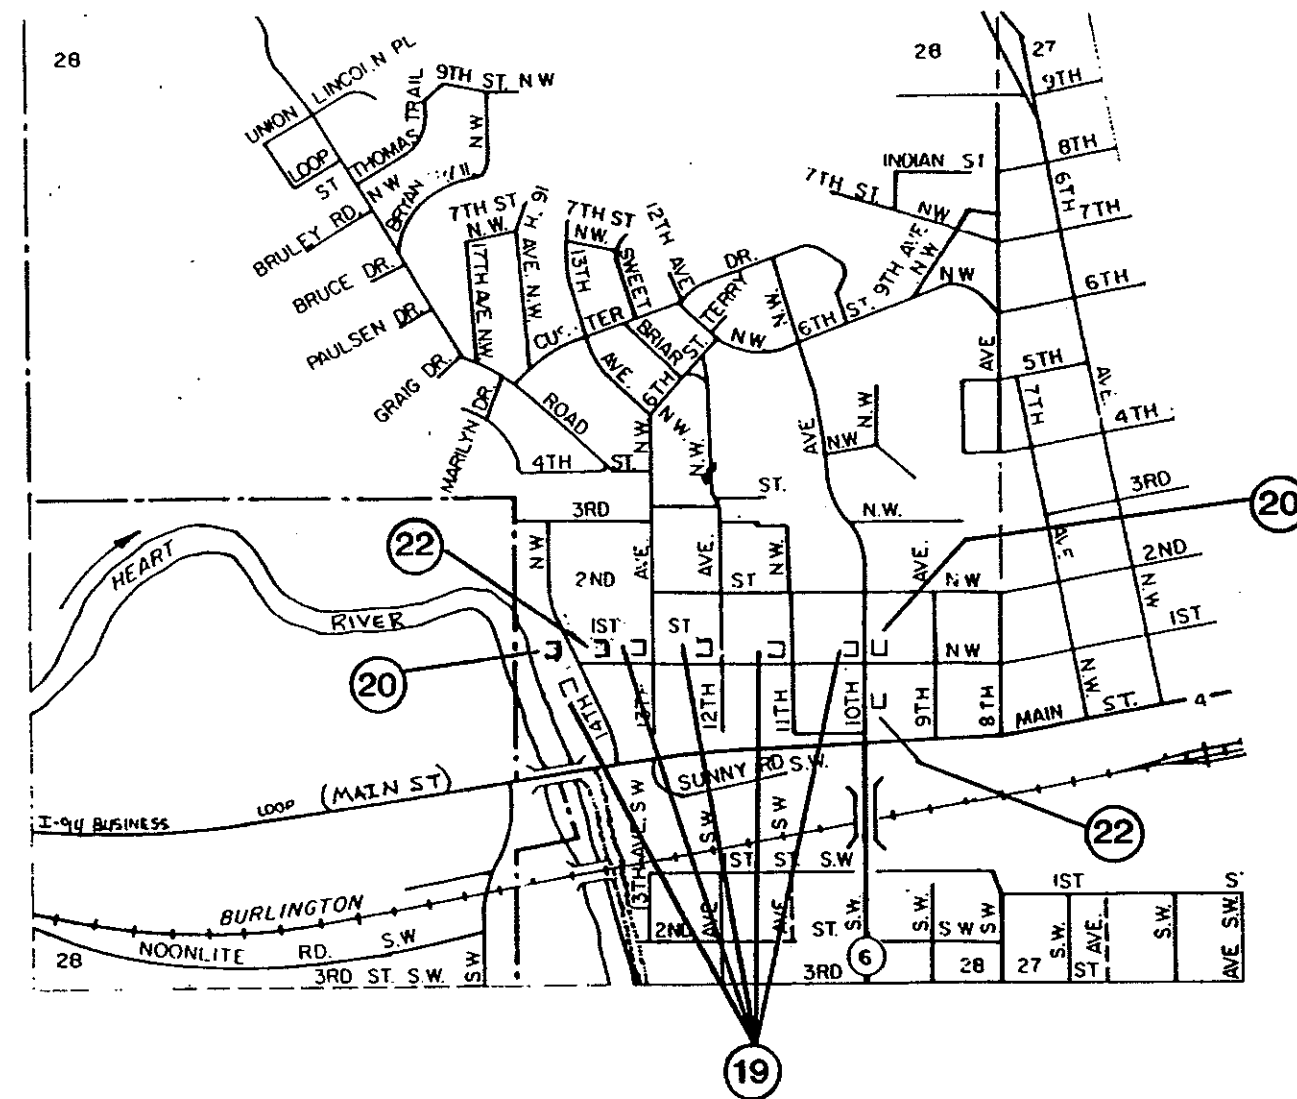 28
28
27
UNION
LINCOLN PL
LOOP
ST
THOMAS TRAIL
9TH ST. N W
N W
BRYAN
N W
BRULEY RD.
BRUCE DR.
PAULSEN DR.
GRAIG DR.
MARILYN DR.
7TH ST
N.W.
17TH AVE NW
16TH AVE. N.W.
7TH ST
NW.
13TH
SWEET
12TH AVE
BRIAR
TERRY
DR.
ST.
CUSTER
AVE.
6TH
N.W.
N W
N.W.
6TH ST.
9TH AVE.
N W
N W
7TH ST
NW
INDIAN ST
AVE
9TH
8TH
6TH
7TH
6TH
5TH
7TH
AVE.
4TH
3RD
2ND
1ST
AVE
N W
N.W
ROAD
4TH ST.
N.W.
N.W.
AVE
N W
N.W
ST.
3RD
N.W.
20
22
HEART
RIVER
N W
2ND
AVE.
AVE.
ST
N.W.
AVE.
N W
1ST
ST
N W
20
14TH
13TH
12TH
11TH
10TH
9TH
8TH
MAIN ST.
4
SUNNY RD S.W.
I-94 BUSINESS
LOOP
(MAIN ST)
22
13TH AVE. S W
S.W
S.W
1ST ST. S.W
BURLINGTON
NOONLITE RD. S.W
28
3RD ST. S.W.
S W
2ND
AVE
AVE
ST.
S.W.
S.W.
S W
S W
1ST
S.
6
3RD
28
27
ST
S.W.
AVE.
S.W.
AVE S.W.
19